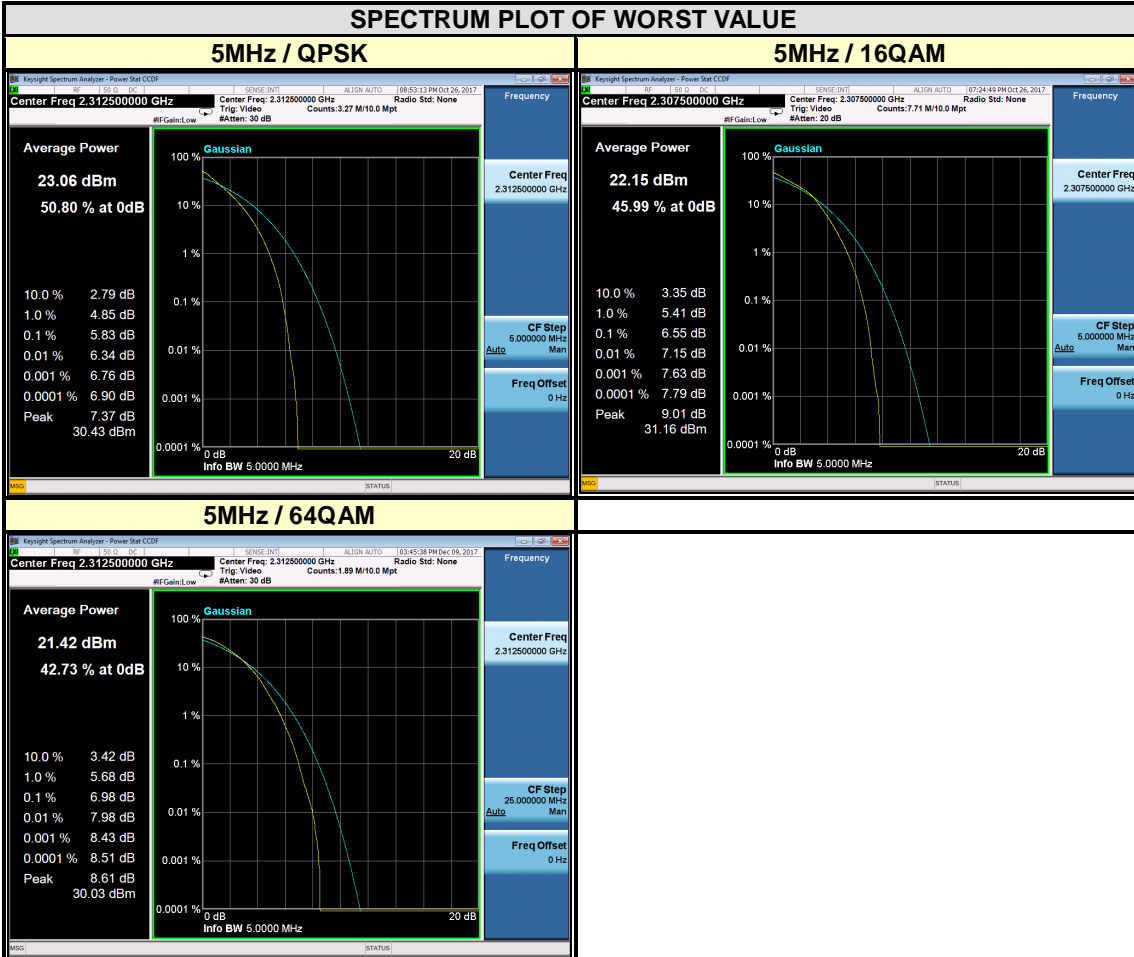 SPECTRUM PLOT OF WORST VALUE
5MHz / QPSK
5MHz / 16QAM
Keysight Spectrum Analyzer - Power Stat CCDF
RF 50 Ω DC SENSE:INT ALIGN AUTO 08:53:13 PM Oct 26, 2017
Center Freq 2.312500000 GHz
Center Freq: 2.312500000 GHz Radio Std: None
Trig: Video Counts:3.27 M/10.0 Mpt
#IFGain:Low #Atten: 30 dB
Frequency
Average Power
23.06 dBm
50.80 % at 0dB
10.0 % 2.79 dB
1.0 % 4.85 dB
0.1 % 5.83 dB
0.01 % 6.34 dB
0.001 % 6.76 dB
0.0001 % 6.90 dB
Peak 7.37 dB
30.43 dBm
Gaussian
100 %
10 %
1 %
0.1 %
0.01 %
0.001 %
0.0001 %
0 dB 20 dB
Info BW 5.0000 MHz
Center Freq
2.312500000 GHz
CF Step
5.000000 MHz
Auto Man
Freq Offset
0 Hz
MSG STATUS
Keysight Spectrum Analyzer - Power Stat CCDF
RF 50 Ω DC SENSE:INT ALIGN AUTO 07:24:49 PM Oct 26, 2017
Center Freq 2.307500000 GHz
Center Freq: 2.307500000 GHz Radio Std: None
Trig: Video Counts:7.71 M/10.0 Mpt
#IFGain:Low #Atten: 20 dB
Frequency
Average Power
22.15 dBm
45.99 % at 0dB
10.0 % 3.35 dB
1.0 % 5.41 dB
0.1 % 6.55 dB
0.01 % 7.15 dB
0.001 % 7.63 dB
0.0001 % 7.79 dB
Peak 9.01 dB
31.16 dBm
Gaussian
100 %
10 %
1 %
0.1 %
0.01 %
0.001 %
0.0001 %
0 dB 20 dB
Info BW 5.0000 MHz
Center Freq
2.307500000 GHz
CF Step
5.000000 MHz
Auto Man
Freq Offset
0 Hz
MSG STATUS
5MHz / 64QAM
Keysight Spectrum Analyzer - Power Stat CCDF
RF 50 Ω DC SENSE:INT ALIGN AUTO 03:45:38 PM Dec 09, 2017
Center Freq 2.312500000 GHz
Center Freq: 2.312500000 GHz Radio Std: None
Trig: Video Counts:1.89 M/10.0 Mpt
#IFGain:Low #Atten: 30 dB
Frequency
Average Power
21.42 dBm
42.73 % at 0dB
10.0 % 3.42 dB
1.0 % 5.68 dB
0.1 % 6.98 dB
0.01 % 7.98 dB
0.001 % 8.43 dB
0.0001 % 8.51 dB
Peak 8.61 dB
30.03 dBm
Gaussian
100 %
10 %
1 %
0.1 %
0.01 %
0.001 %
0.0001 %
0 dB 20 dB
Info BW 5.0000 MHz
Center Freq
2.312500000 GHz
CF Step
25.000000 MHz
Auto Man
Freq Offset
0 Hz
MSG STATUS